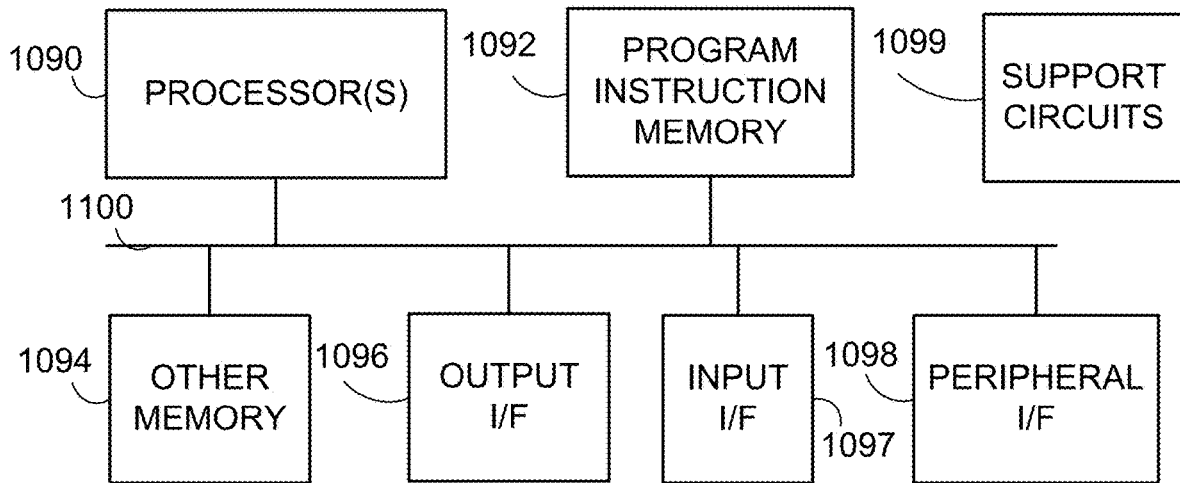 1090
PROCESSOR(S)
1092
PROGRAM
INSTRUCTION
MEMORY
1099
SUPPORT
CIRCUITS
1100
1094
OTHER
MEMORY
1096
OUTPUT
I/F
INPUT
I/F
1097
1098
PERIPHERAL
I/F